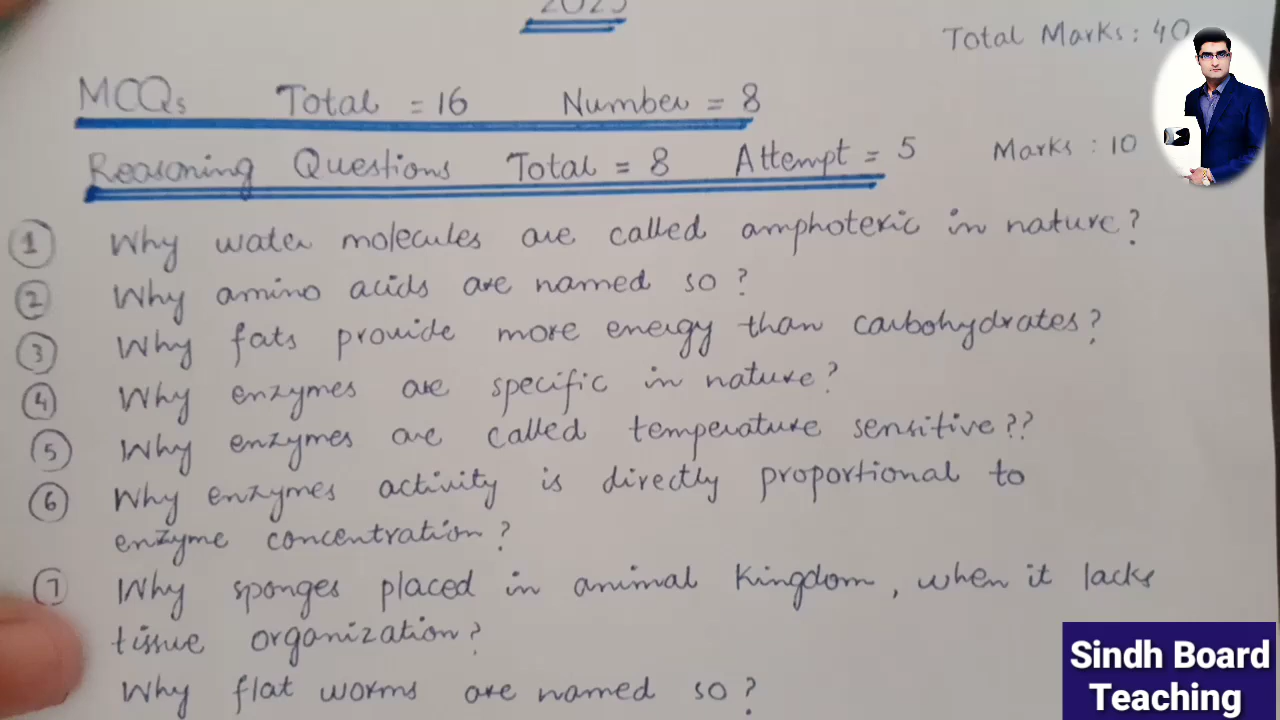 2025
Total Marks: 40
MCQs Total = 16 Number = 8
Reasoning Questions Total = 8 Attempt = 5 Marks : 10
1 Why water molecules are called amphoteric in nature?
2 Why amino acids are named so?
3 Why fats provide more energy than carbohydrates?
4 Why enzymes are specific in nature?
5 Why enzymes are called temperature sensitive??
6 Why enzymes activity is directly proportional to
enzyme concentration?
7 Why sponges placed in animal Kingdom, when it lacks
tissue organization?
Why flat worms are named so?
Sindh Board
Teaching